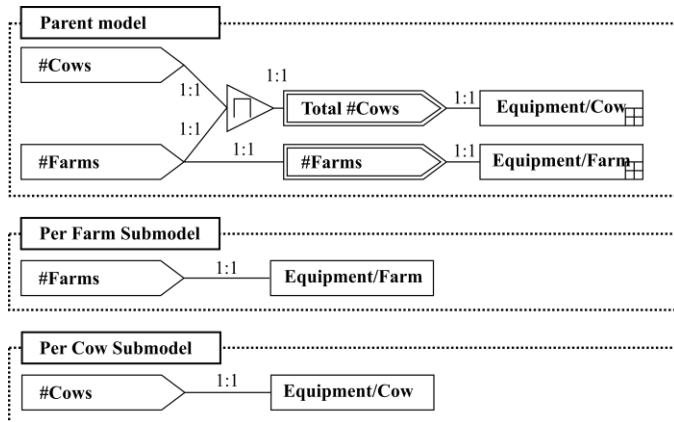 Parent model
#Cows
1:1
1:1
Total #Cows
1:1
Equipment/Cow
∏
1:1
#Farms
1:1
#Farms
1:1
Equipment/Farm
Per Farm Submodel
#Farms
1:1
Equipment/Farm
Per Cow Submodel
#Cows
1:1
Equipment/Cow